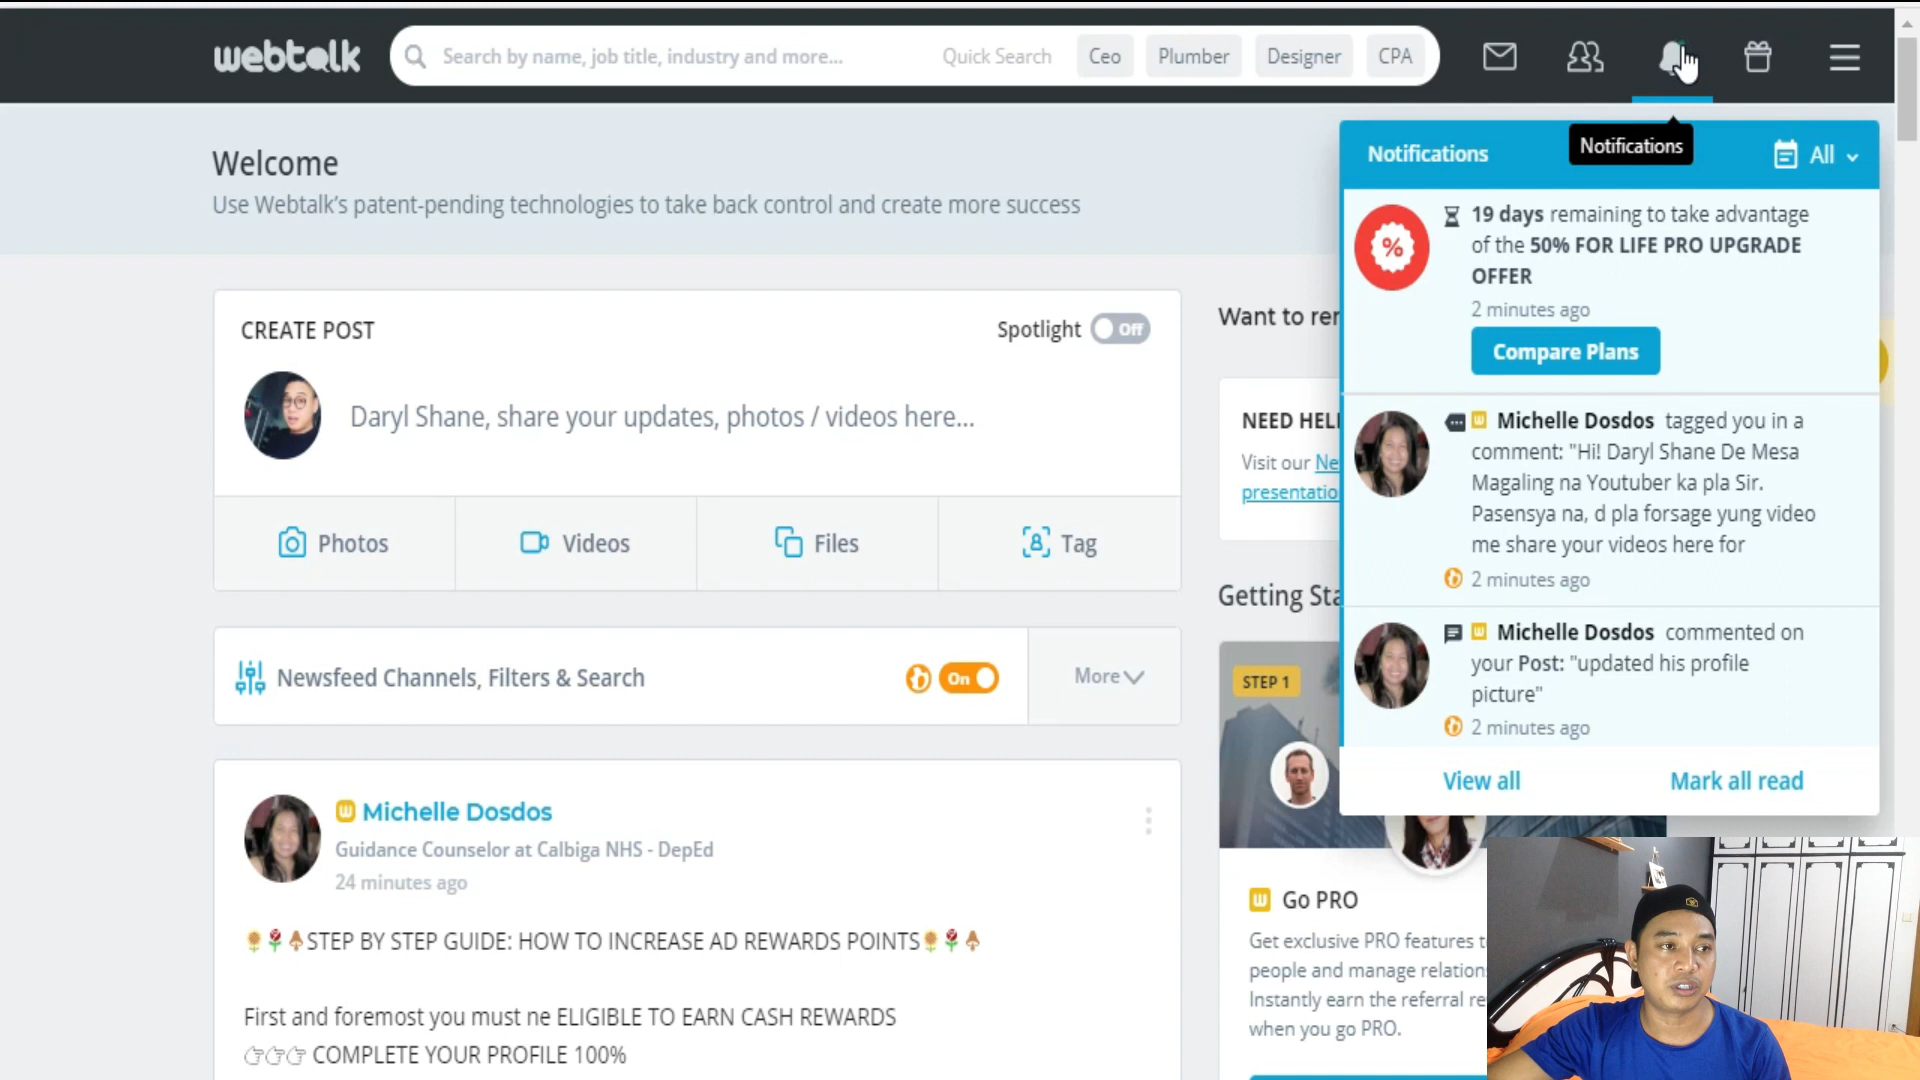 webtalk
Search by name, job title, industry and more...
Quick Search
Ceo
Plumber
Designer
CPA
Welcome
Use Webtalk's patent-pending technologies to take back control and create more success
Notifications
Notifications
All
19 days remaining to take advantage
of the 50% FOR LIFE PRO UPGRADE
OFFER
2 minutes ago
Compare Plans
Michelle Dosdos tagged you in a
comment: "Hi! Daryl Shane De Mesa
Magaling na Youtuber ka pla Sir.
Pasensya na, d pla forsage yung video
me share your videos here for
2 minutes ago
Michelle Dosdos commented on
your Post: "updated his profile
picture"
2 minutes ago
View all
Mark all read
CREATE POST
Spotlight
Off
Daryl Shane, share your updates, photos / videos here...
Photos
Videos
Files
Tag
Newsfeed Channels, Filters & Search
On
More
Michelle Dosdos
Guidance Counselor at Calbiga NHS - DepEd
24 minutes ago
STEP BY STEP GUIDE: HOW TO INCREASE AD REWARDS POINTS
First and foremost you must ne ELIGIBLE TO EARN CASH REWARDS
COMPLETE YOUR PROFILE 100%
Want to
NEED
Visit our
Getting
STEP 1
Go PRO
Get exclusive PRO features
people and manage
Instantly earn the referral
when you go PRO.